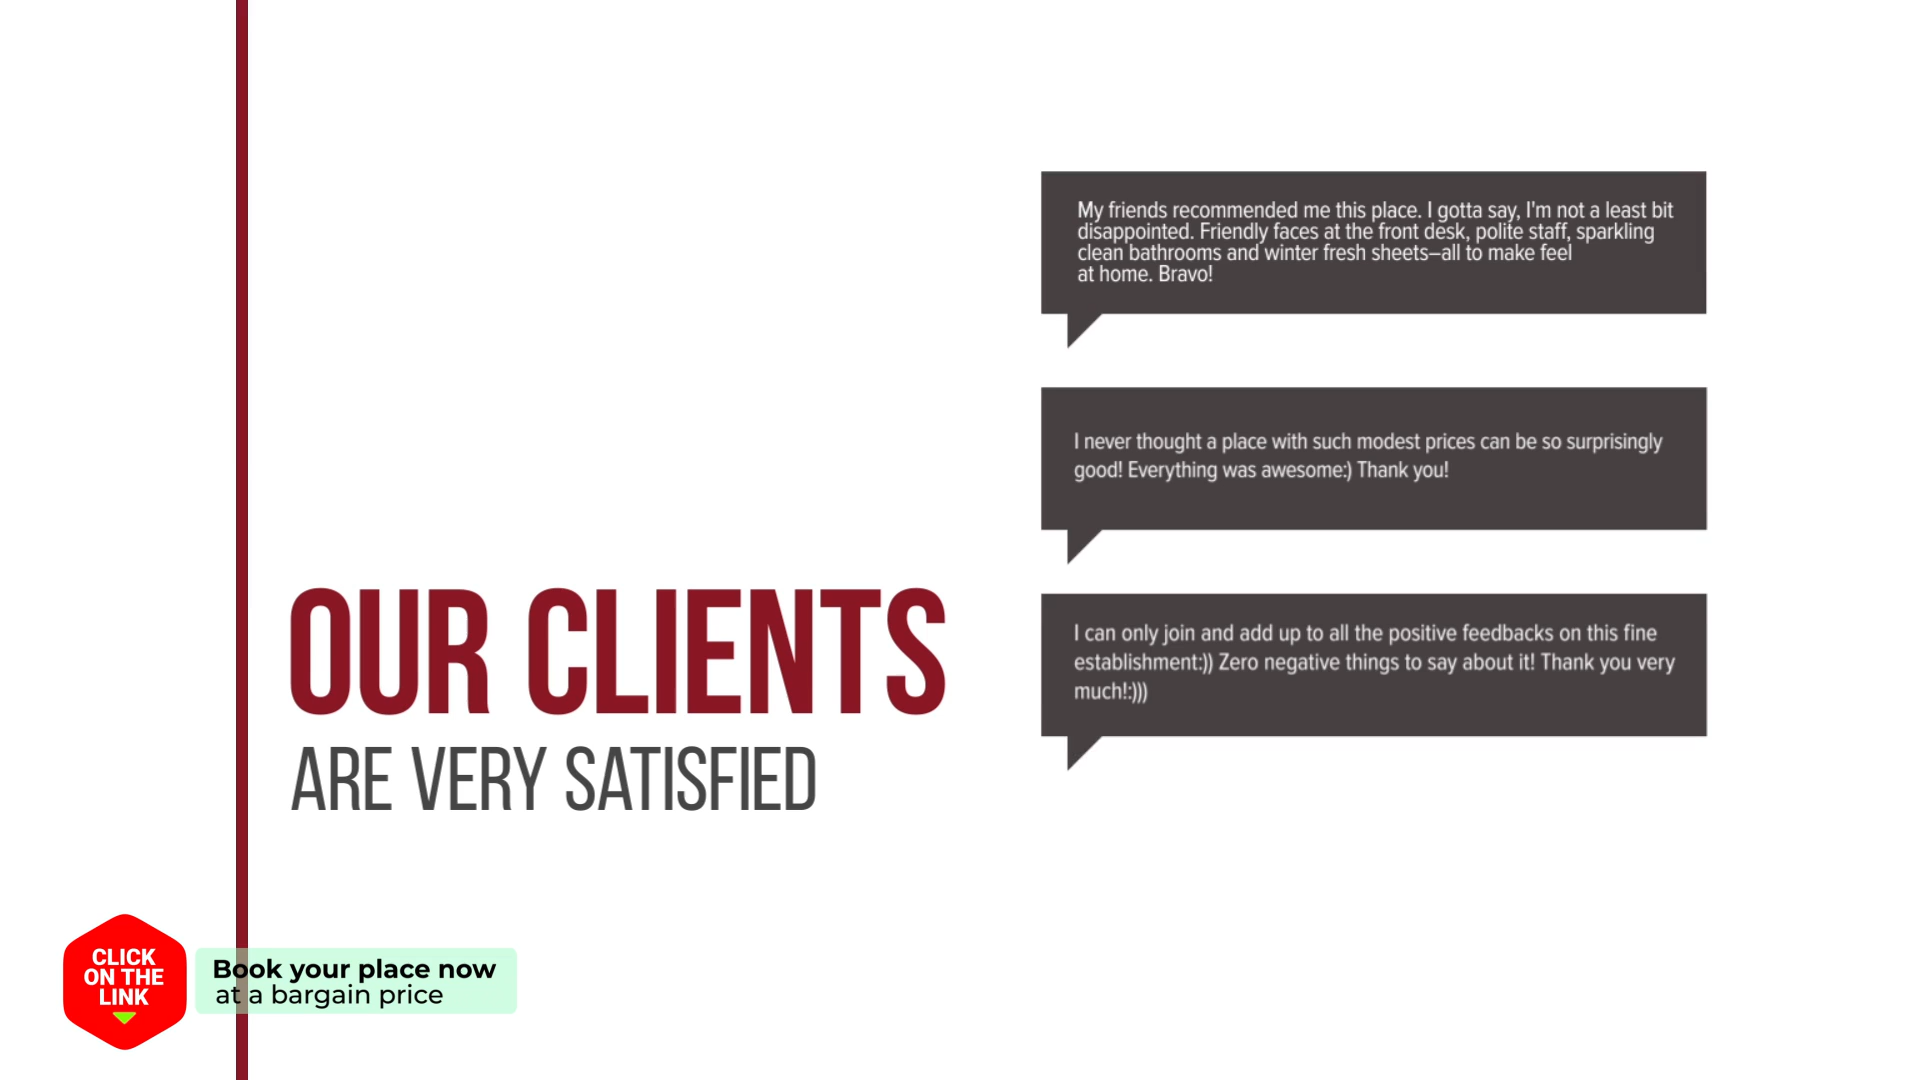 My friends recommended me this place. I gotta say, I'm not a least bit
disappointed. Friendly faces at the front desk, polite staff, sparkling
clean bathrooms and winter fresh sheets–all to make feel
at home. Bravo!
I never thought a place with such modest prices can be so surprisingly
good! Everything was awesome:) Thank you!
I can only join and add up to all the positive feedbacks on this fine
establishment:)) Zero negative things to say about it! Thank you very
much!:)))
OUR CLIENTS
ARE VERY SATISFIED
CLICK
ON THE
LINK
Book your place now
at a bargain price